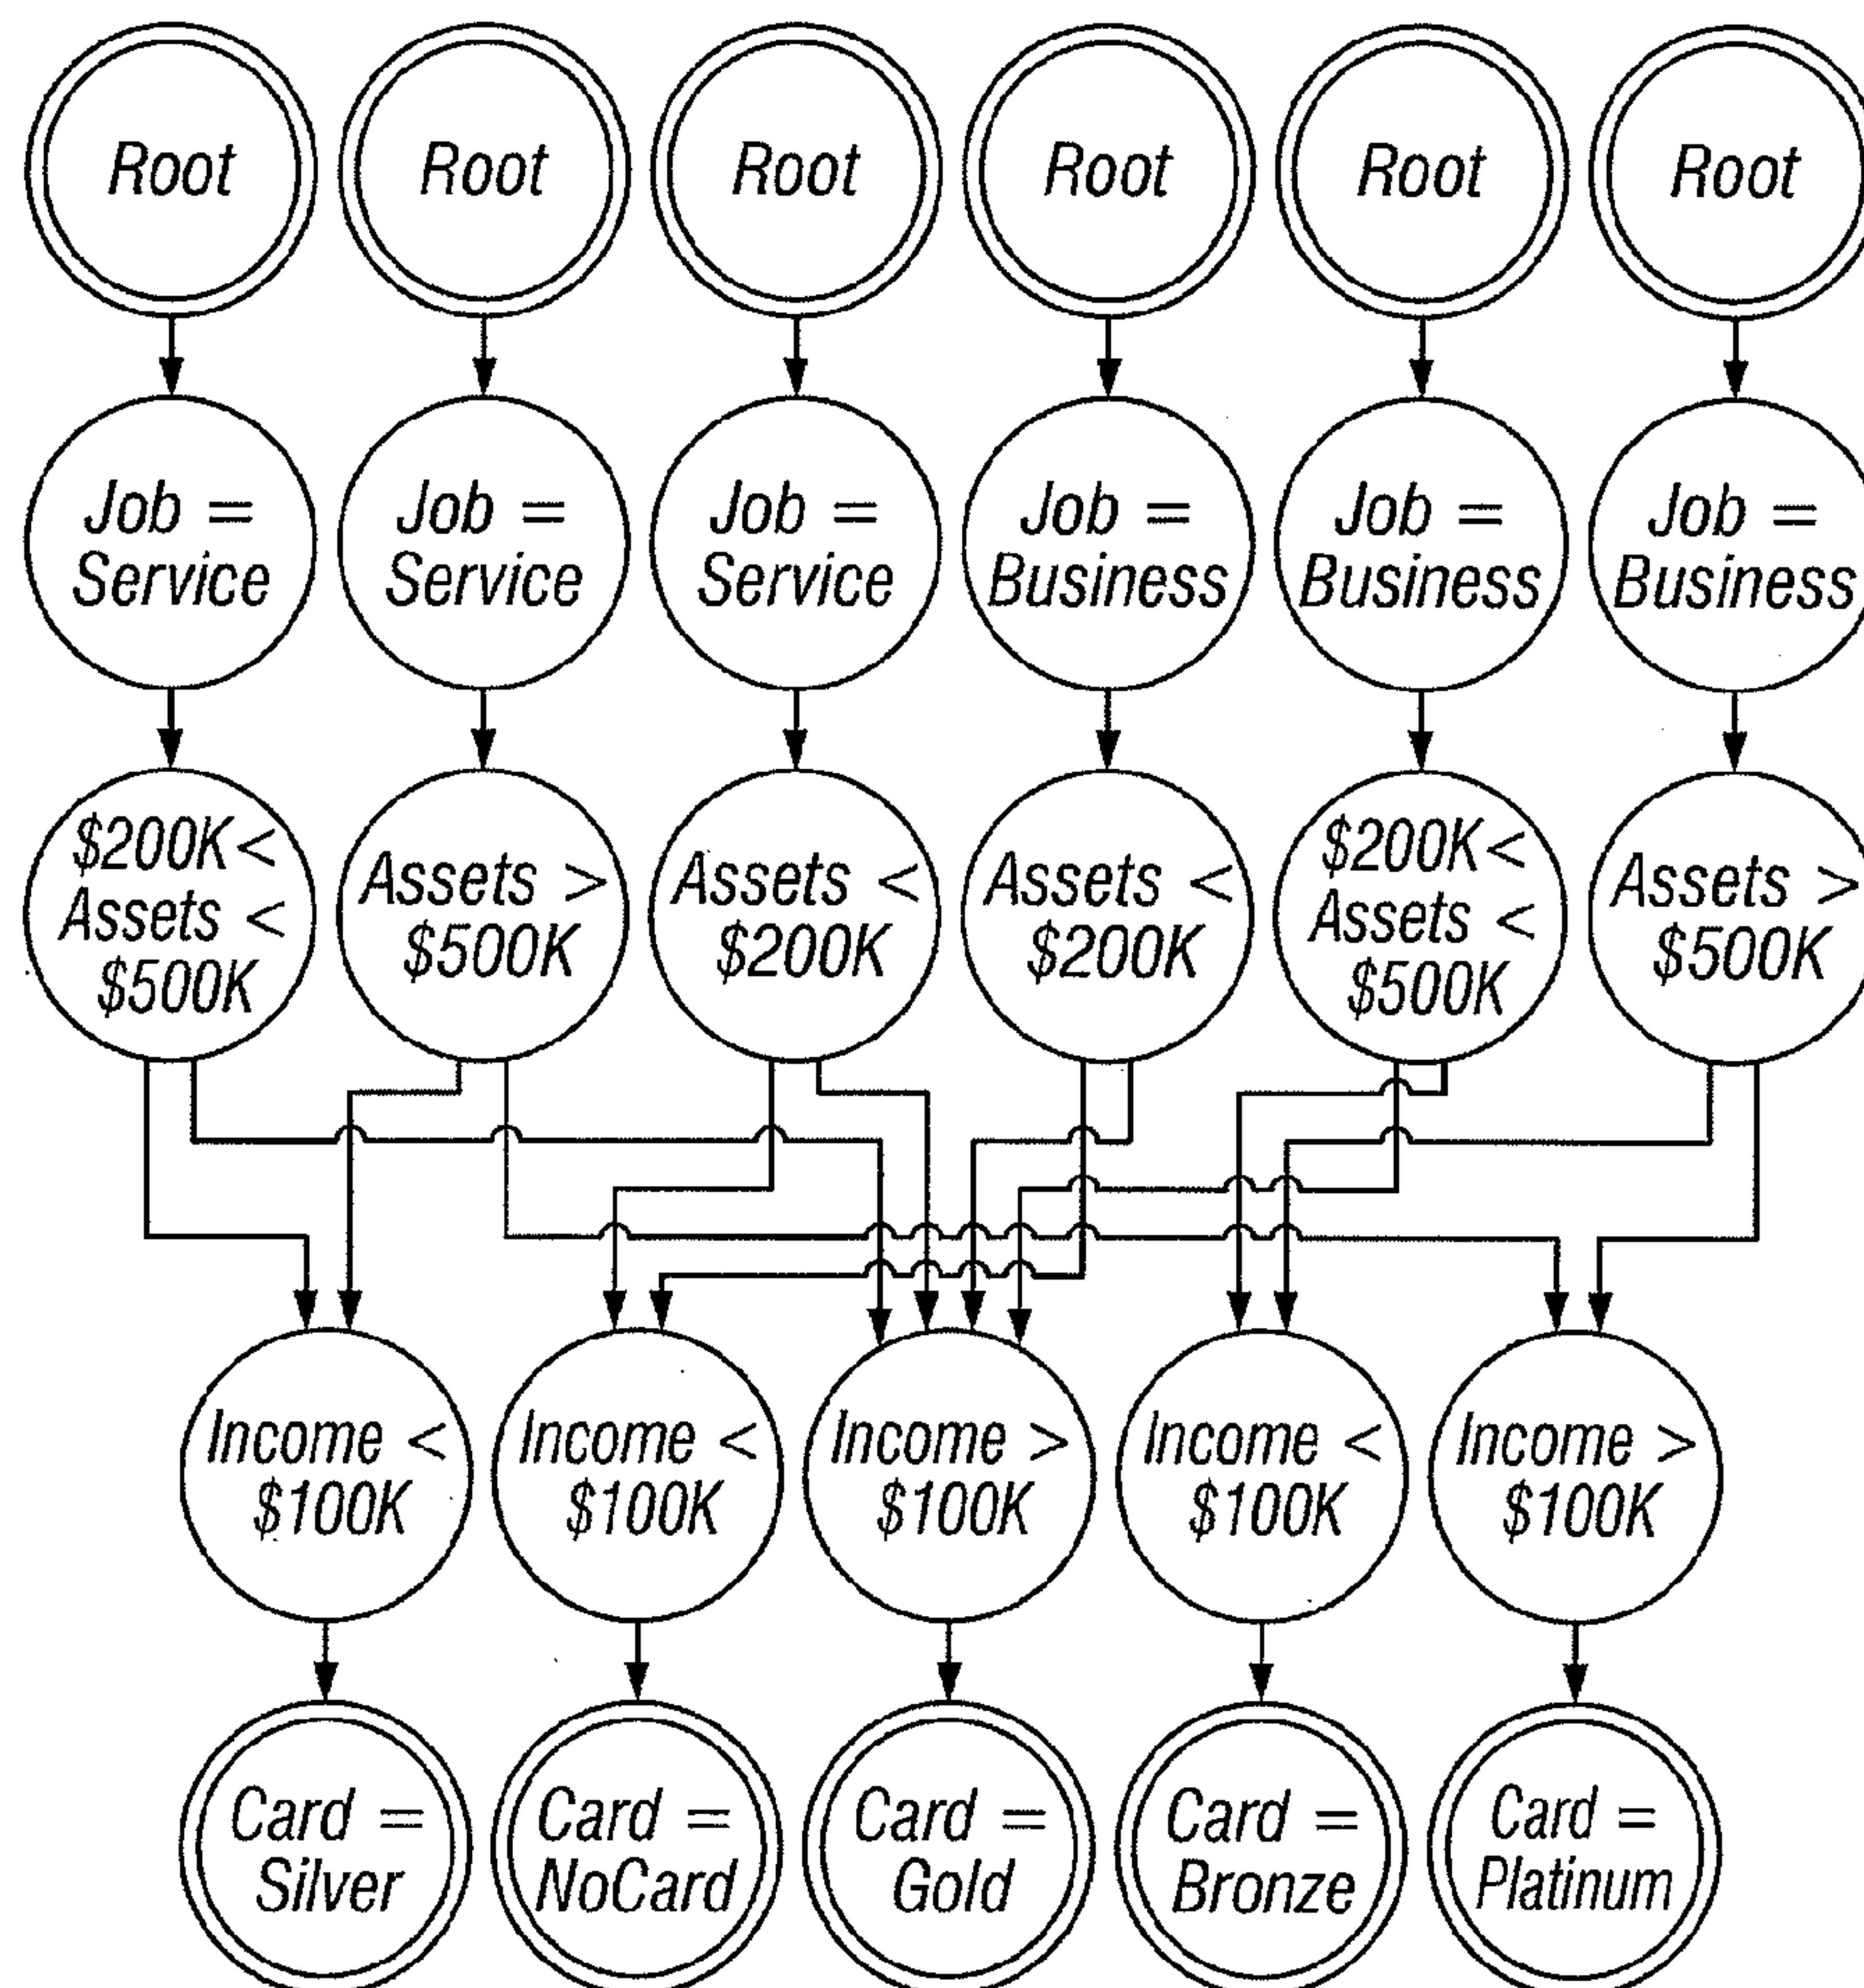 Root
Root
Root
Root
Root
Root
Job =
Service
Job =
Service
Job =
Service
Job =
Business
Job =
Business
Job =
Business
$200K <
Assets <
$500K
Assets >
$500K
Assets <
$200K
Assets <
$200K
$200K <
Assets <
$500K
Assets >
$500K
Income <
$100K
Income <
$100K
Income >
$100K
Income <
$100K
Income >
$100K
Card =
Silver
Card =
NoCard
Card =
Gold
Card =
Bronze
Card =
Platinum